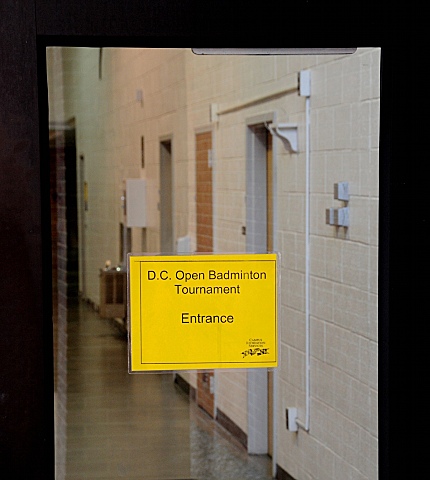 D.C. Open Badminton
Tournament
Entrance